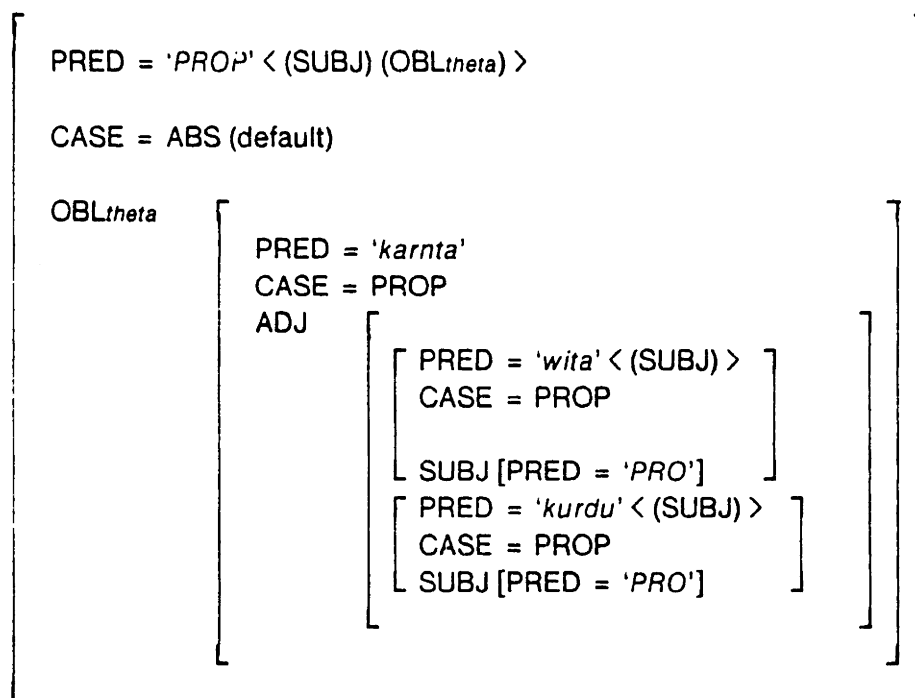 PRED = 'PROP' < (SUBJ) (OBLtheta) >
CASE = ABS (default)
OBLtheta
PRED = 'karnta'
CASE = PROP
ADJ
PRED = 'wita' < (SUBJ) >
CASE = PROP
SUBJ [PRED = 'PRO']
PRED = 'kurdu' < (SUBJ) >
CASE = PROP
SUBJ [PRED = 'PRO']